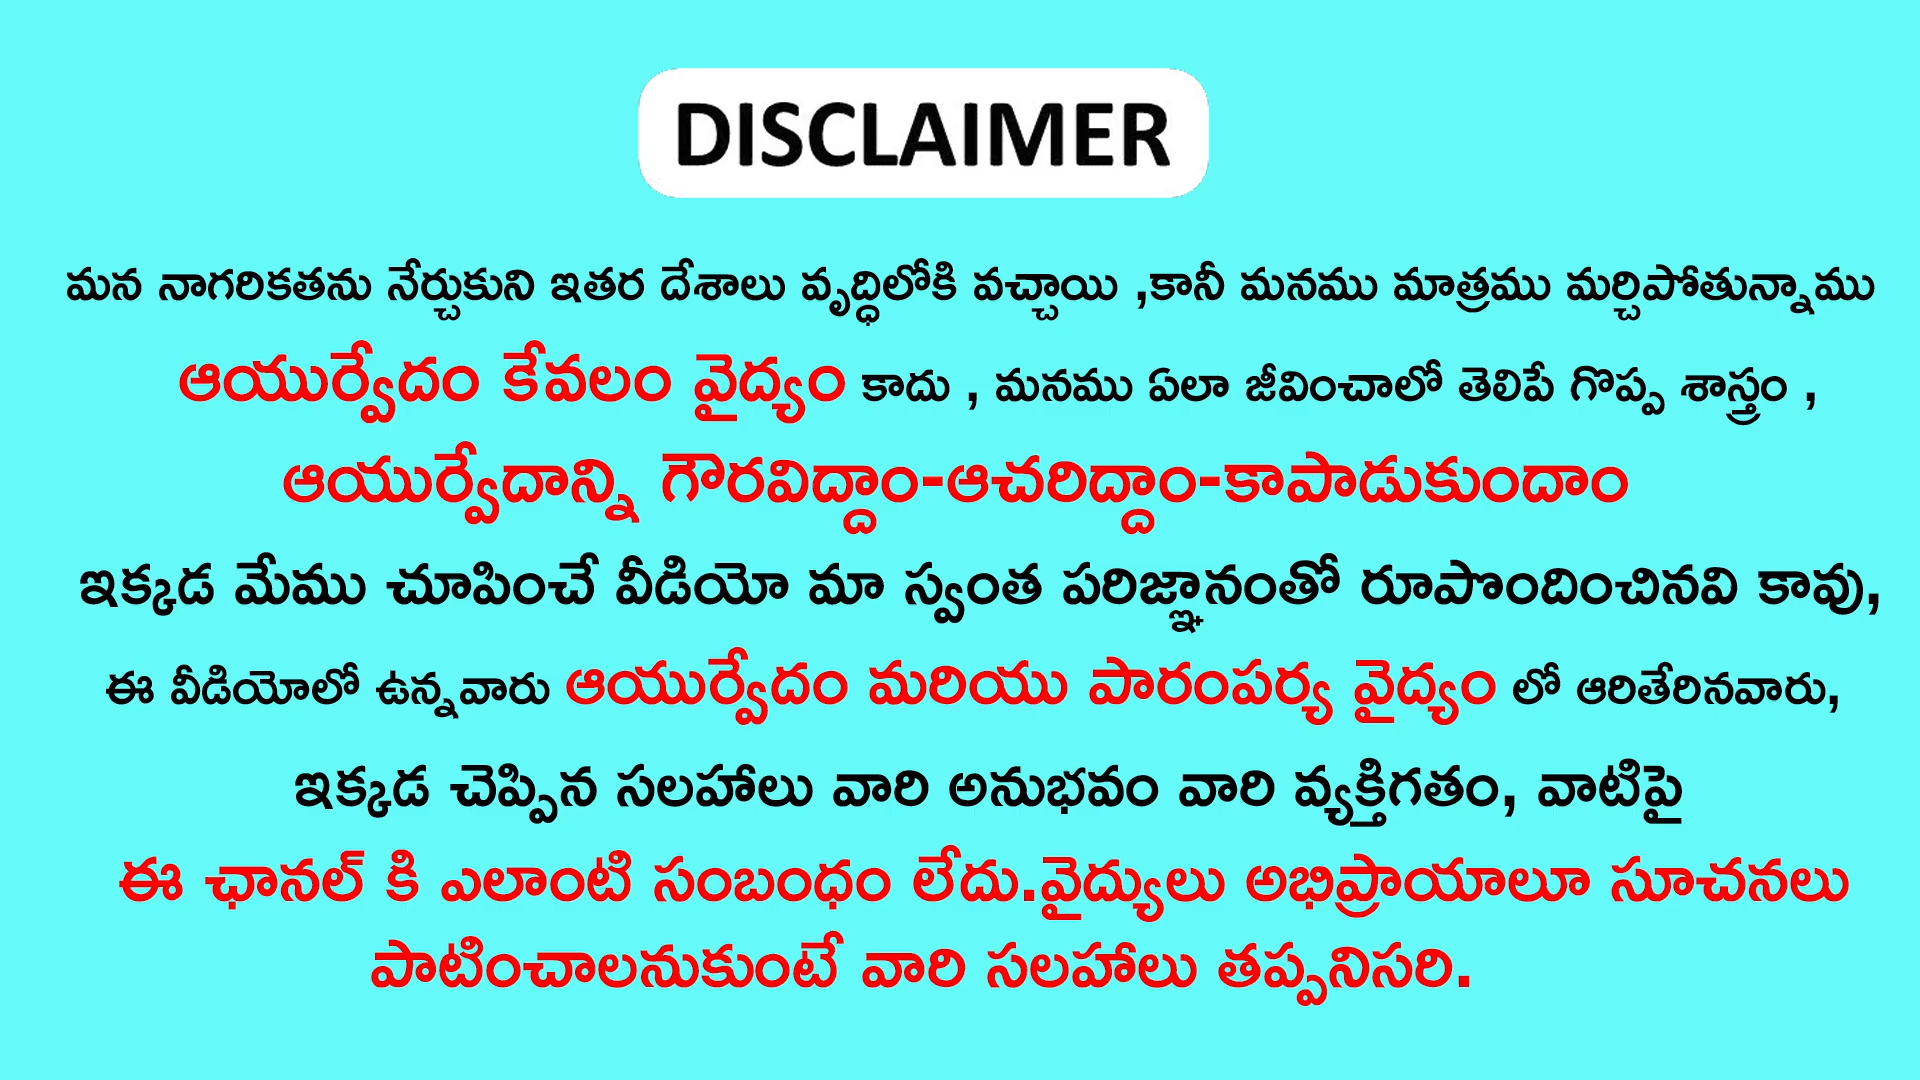 DISCLAIMER
మన నాగరికతను నేర్చుకుని ఇతర దేశాలు వృద్ధిలోకి వచ్చాయి ,కానీ మనము మాత్రము మర్చిపోతున్నాము
ఆయుర్వేదం కేవలం వైద్యం కాదు , మనము ఏలా జీవించాలో తెలిపే గొప్ప శాస్త్రం ,
ఆయుర్వేదాన్ని గౌరవిద్దాం-ఆచరిద్దాం-కాపాడుకుందాం
ఇక్కడ మేము చూపించే వీడియో మా స్వంత పరిజ్ఞానంతో రూపొందించినవి కావు,
ఈ వీడియోలో ఉన్నవారు ఆయుర్వేదం మరియు పారంపర్య వైద్యం లో ఆరితేరినవారు,
ఇక్కడ చెప్పిన సలహాలు వారి అనుభవం వారి వ్యక్తిగతం, వాటిపై
ఈ ఛానల్ కి ఎలాంటి సంబంధం లేదు.వైద్యులు అభిప్రాయాలూ సూచనలు
పాటించాలనుకుంటే వారి సలహాలు తప్పనిసరి.